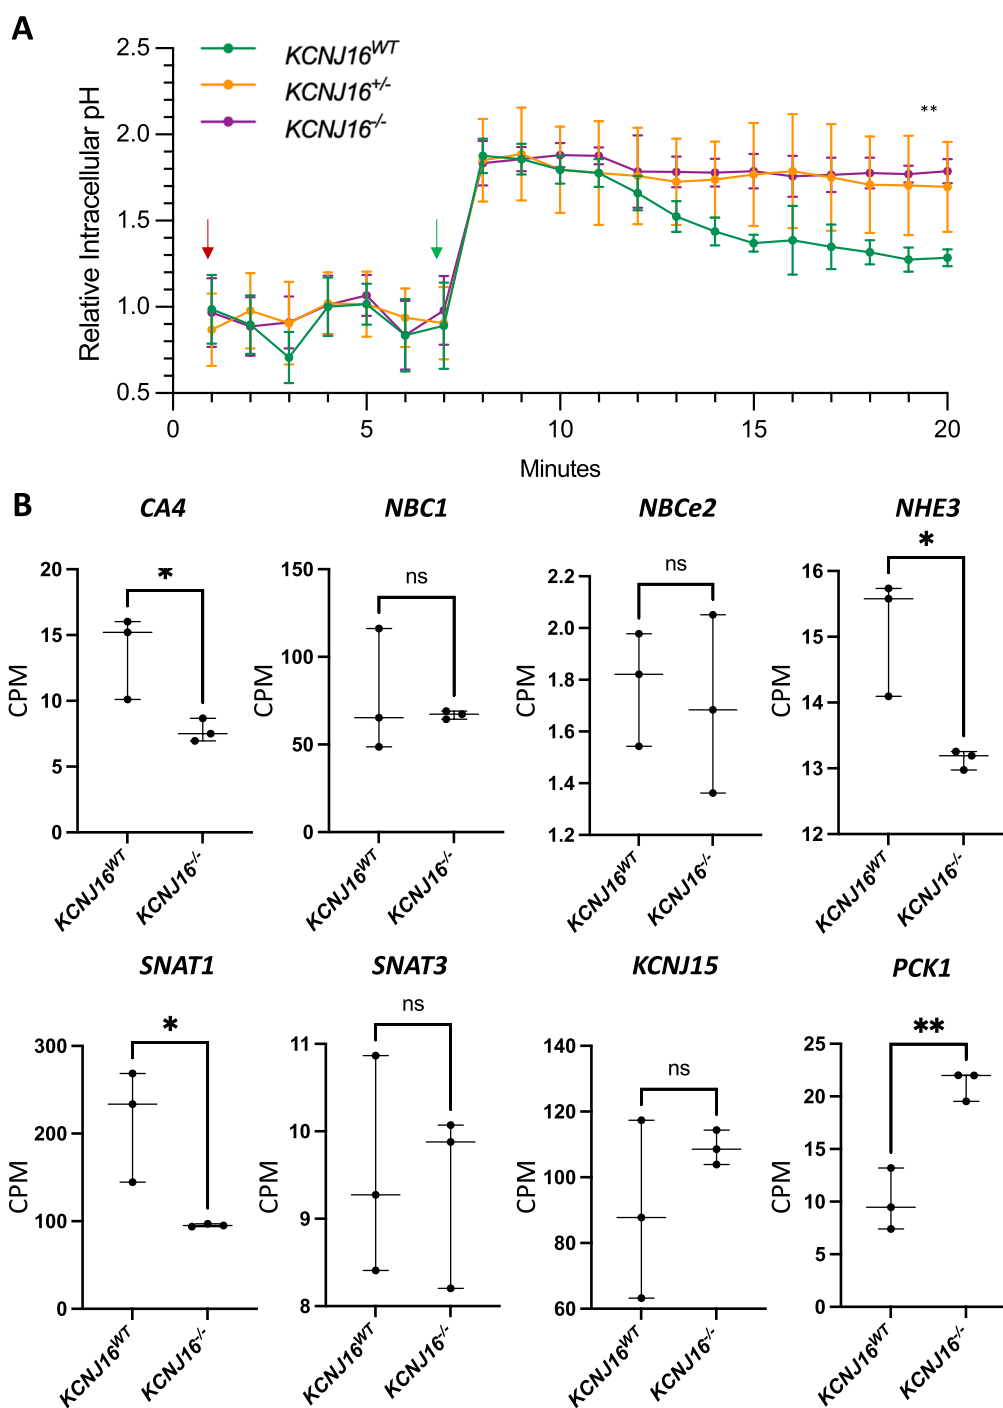 A
KCNJ16WT
KCNJ16+/-
KCNJ16-/-
Relative Intracellular pH
2.5
2.0
1.5
1.0
0.5
**
0 5 10 15 20
Minutes
B
CA4 NBC1 NBCe2 NHE3
CPM
20
15
10
5
0
*
KCNJ16WT KCNJ16-/-
CPM
150
100
50
0
ns
KCNJ16WT KCNJ16-/-
CPM
2.2
2.0
1.8
1.6
1.4
1.2
ns
KCNJ16WT KCNJ16-/-
CPM
16
15
14
13
12
*
KCNJ16WT KCNJ16-/-
SNAT1 SNAT3 KCNJ15 PCK1
CPM
300
200
100
0
*
KCNJ16WT KCNJ16-/-
CPM
11
10
9
8
ns
KCNJ16WT KCNJ16-/-
CPM
140
120
100
80
60
ns
KCNJ16WT KCNJ16-/-
CPM
25
20
15
10
5
0
**
KCNJ16WT KCNJ16-/-